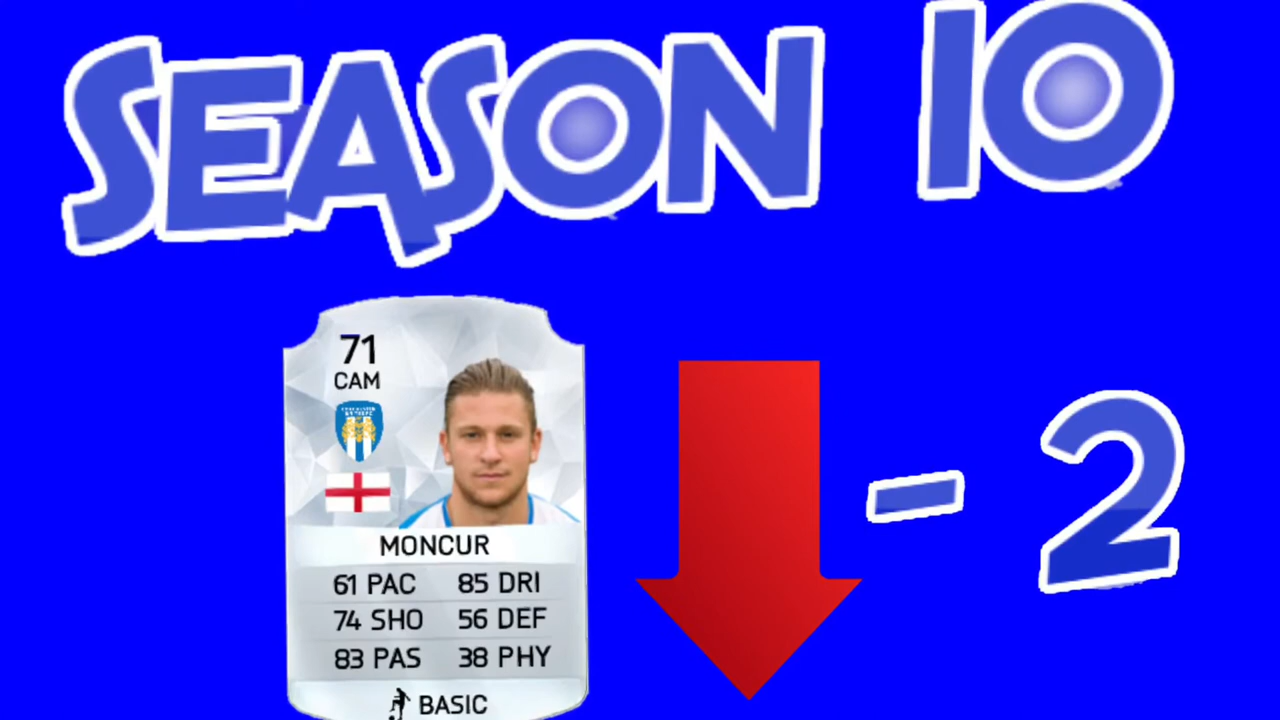 SEASON 10
71
CAM
MONCUR
61 PAC 85 DRI
74 SHO 56 DEF
83 PAS 38 PHY
BASIC
- 2